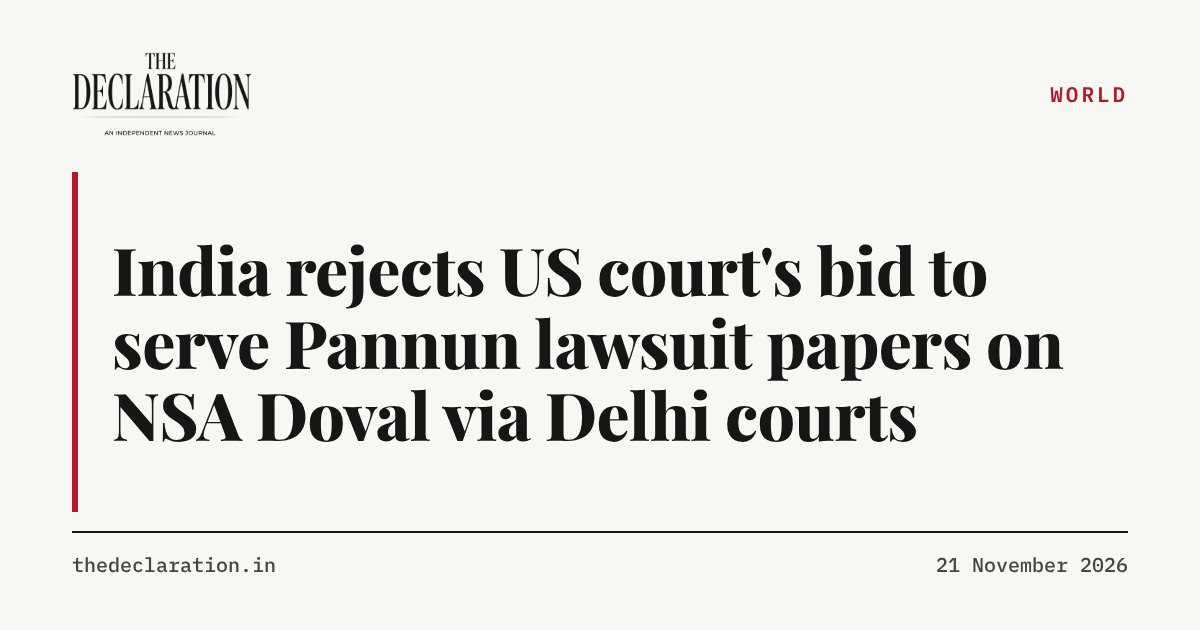 THE
DECLARATION
AN INDEPENDENT NEWS JOURNAL
WORLD
India rejects US court's bid to
serve Pannun lawsuit papers on
NSA Doval via Delhi courts
thedeclaration.in
21 November 2026